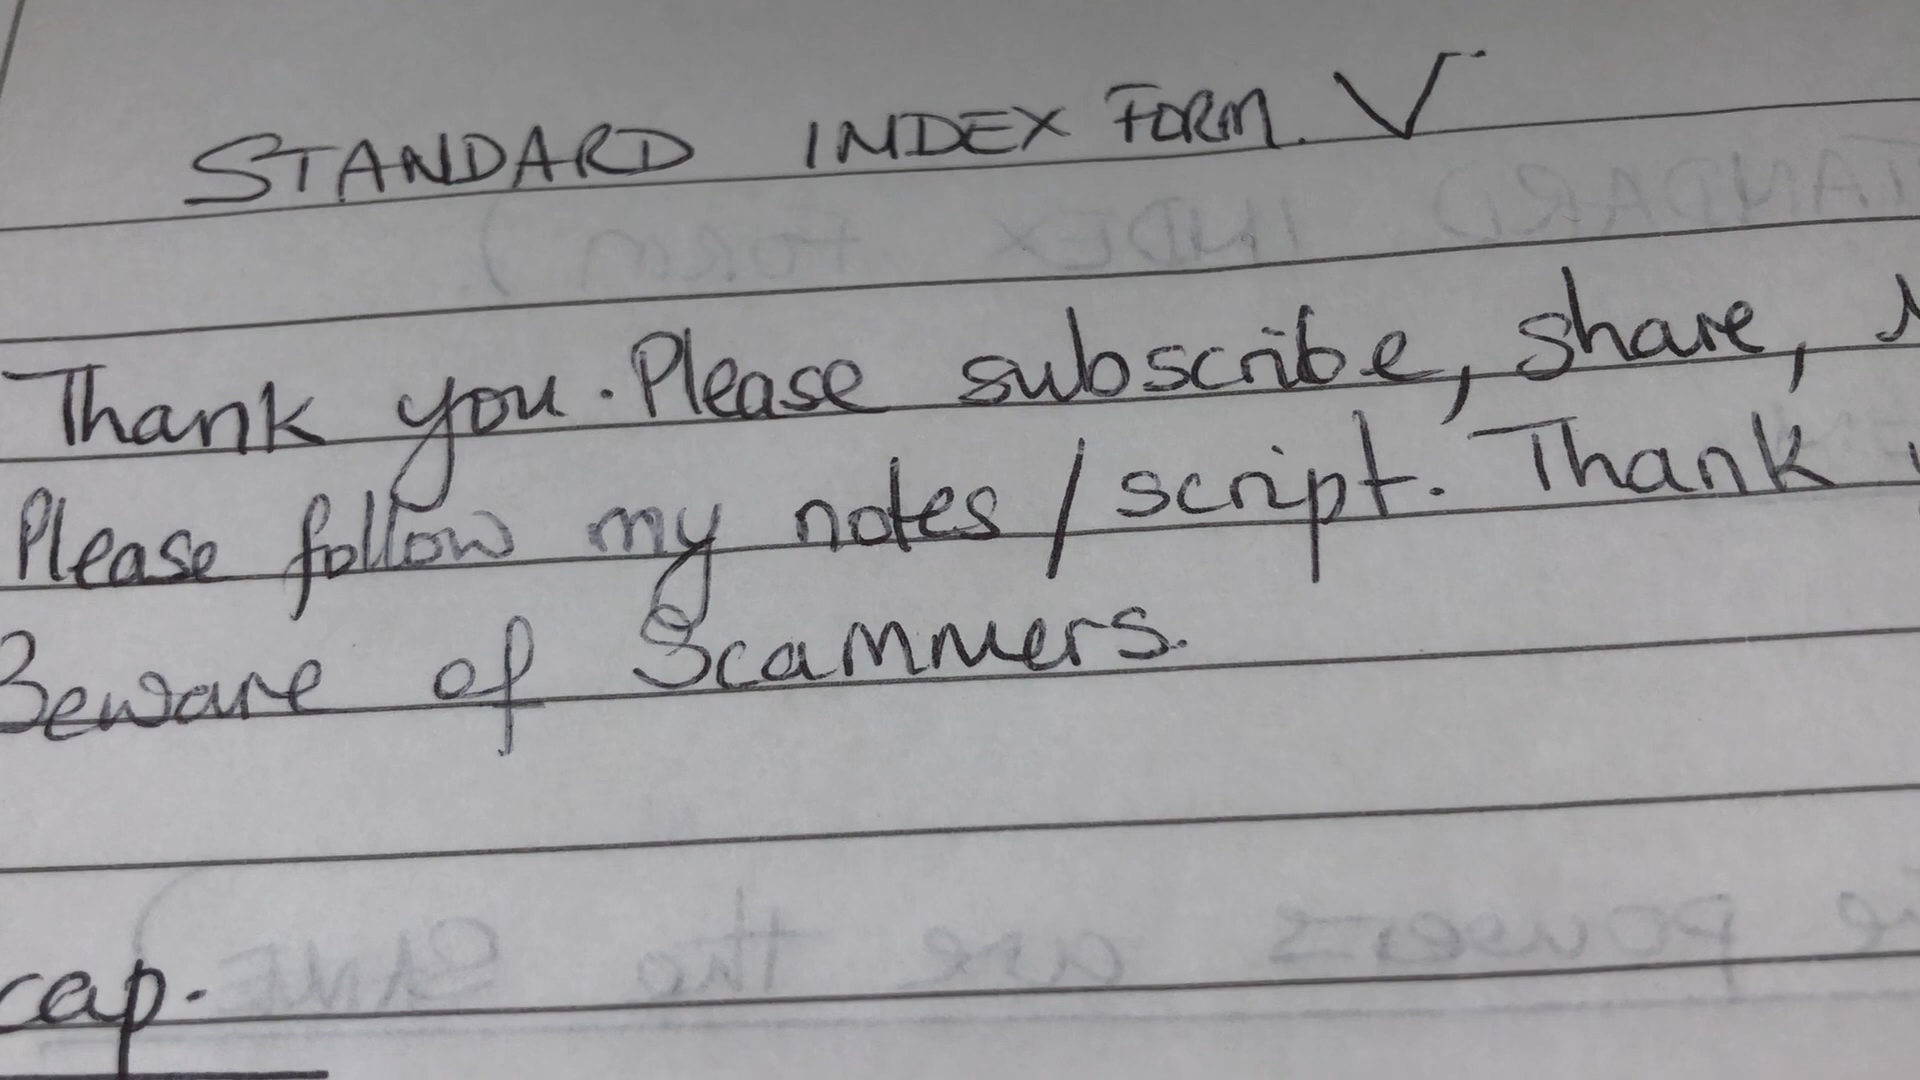 STANDARD INDEX FORM. V
Thank you. Please subscribe, share,
Please follow my notes / script. Thank
Beware of Scammers.
cap.